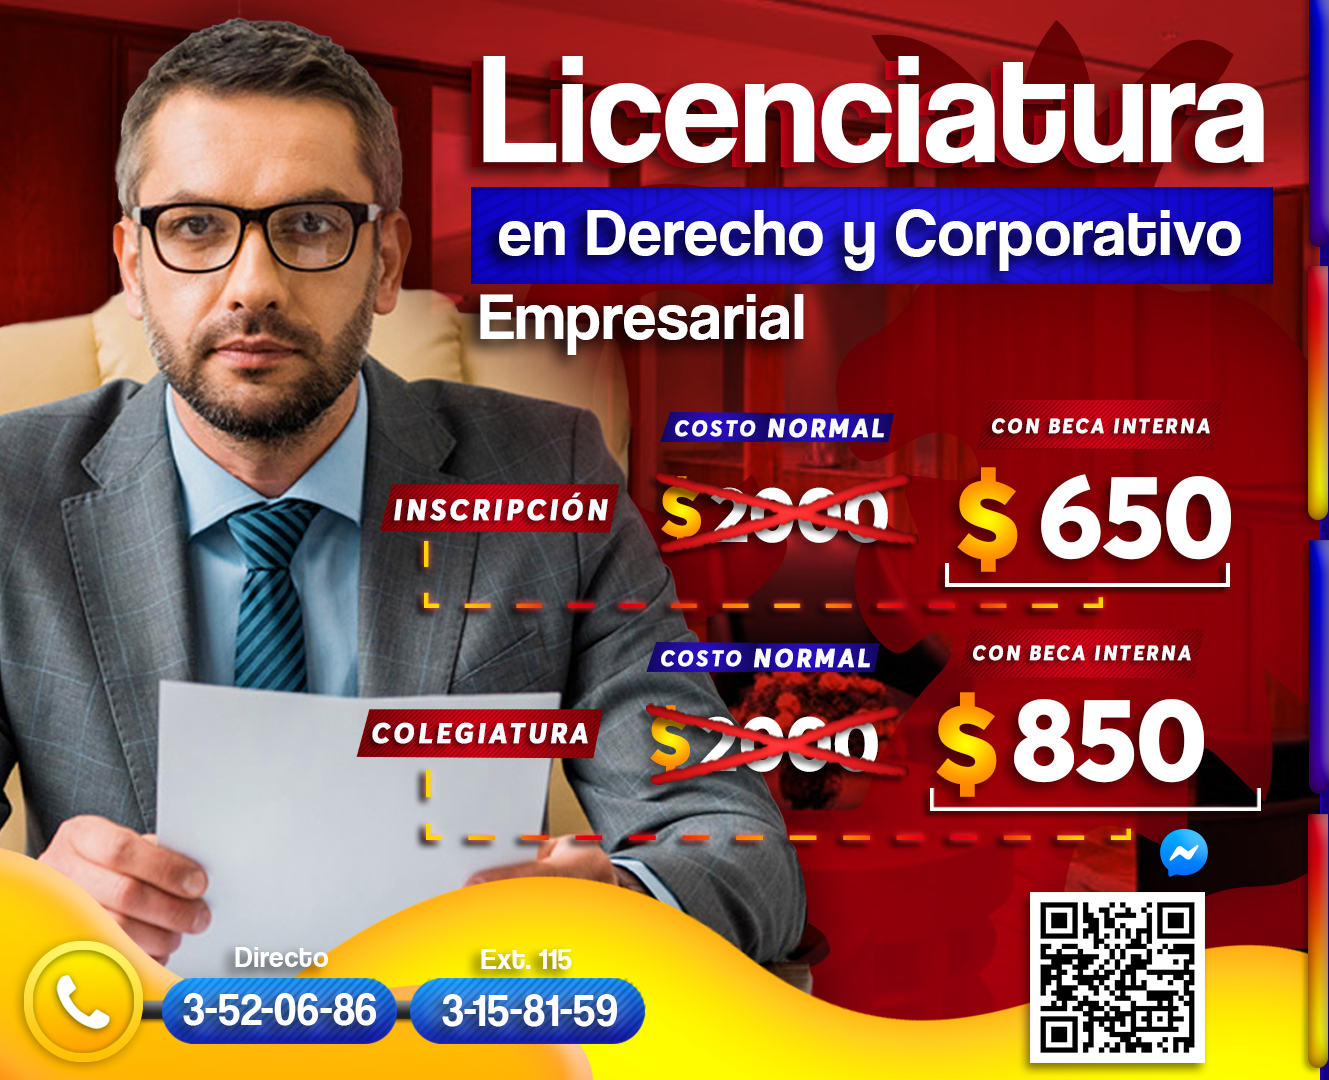 Licenciatura
en Derecho y Corporativo
Empresarial
COSTO NORMAL
CON BECA INTERNA
INSCRIPCIÓN
$2000
$ 650
COSTO NORMAL
CON BECA INTERNA
COLEGIATURA
$2000
$850
Directo
Ext. 115
3-52-06-86
3-15-81-59